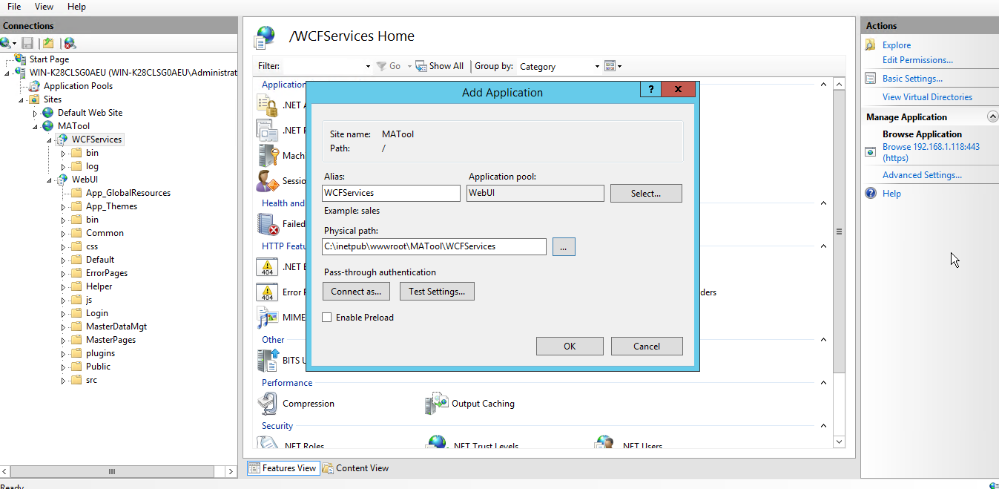 File View Help
Connections
Start Page
WIN-K28CLSG0AEU (WIN-K28CLSG0AEU\Administrat
Application Pools
Sites
Default Web Site
MATool
WCFServices
bin
log
WebUI
App_GlobalResources
App_Themes
bin
Common
css
Default
ErrorPages
Helper
js
Login
MasterDataMgt
MasterPages
plugins
Public
src
/WCFServices Home
Filter: Go Show All Group by: Category
Application
.NET
.NET
Mach
Sessio
Health and
Failed
HTTP Featu
.NET
Error
ders
MIME
Other
BITS
Performance
Compression Output Caching
Security
.NET Roles .NET Trust Levels .NET Users
Features View Content View
Add Application
? X
Site name: MATool
Path: /
Alias: Application pool:
WCFServices WebUI Select...
Example: sales
Physical path:
C:\inetpub\wwwroot\MATool\WCFServices ...
Pass-through authentication
Connect as... Test Settings...
Enable Preload
OK Cancel
Actions
Explore
Edit Permissions...
Basic Settings...
View Virtual Directories
Manage Application
Browse Application
Browse 192.168.1.118:443
(https)
Advanced Settings...
Help
Ready